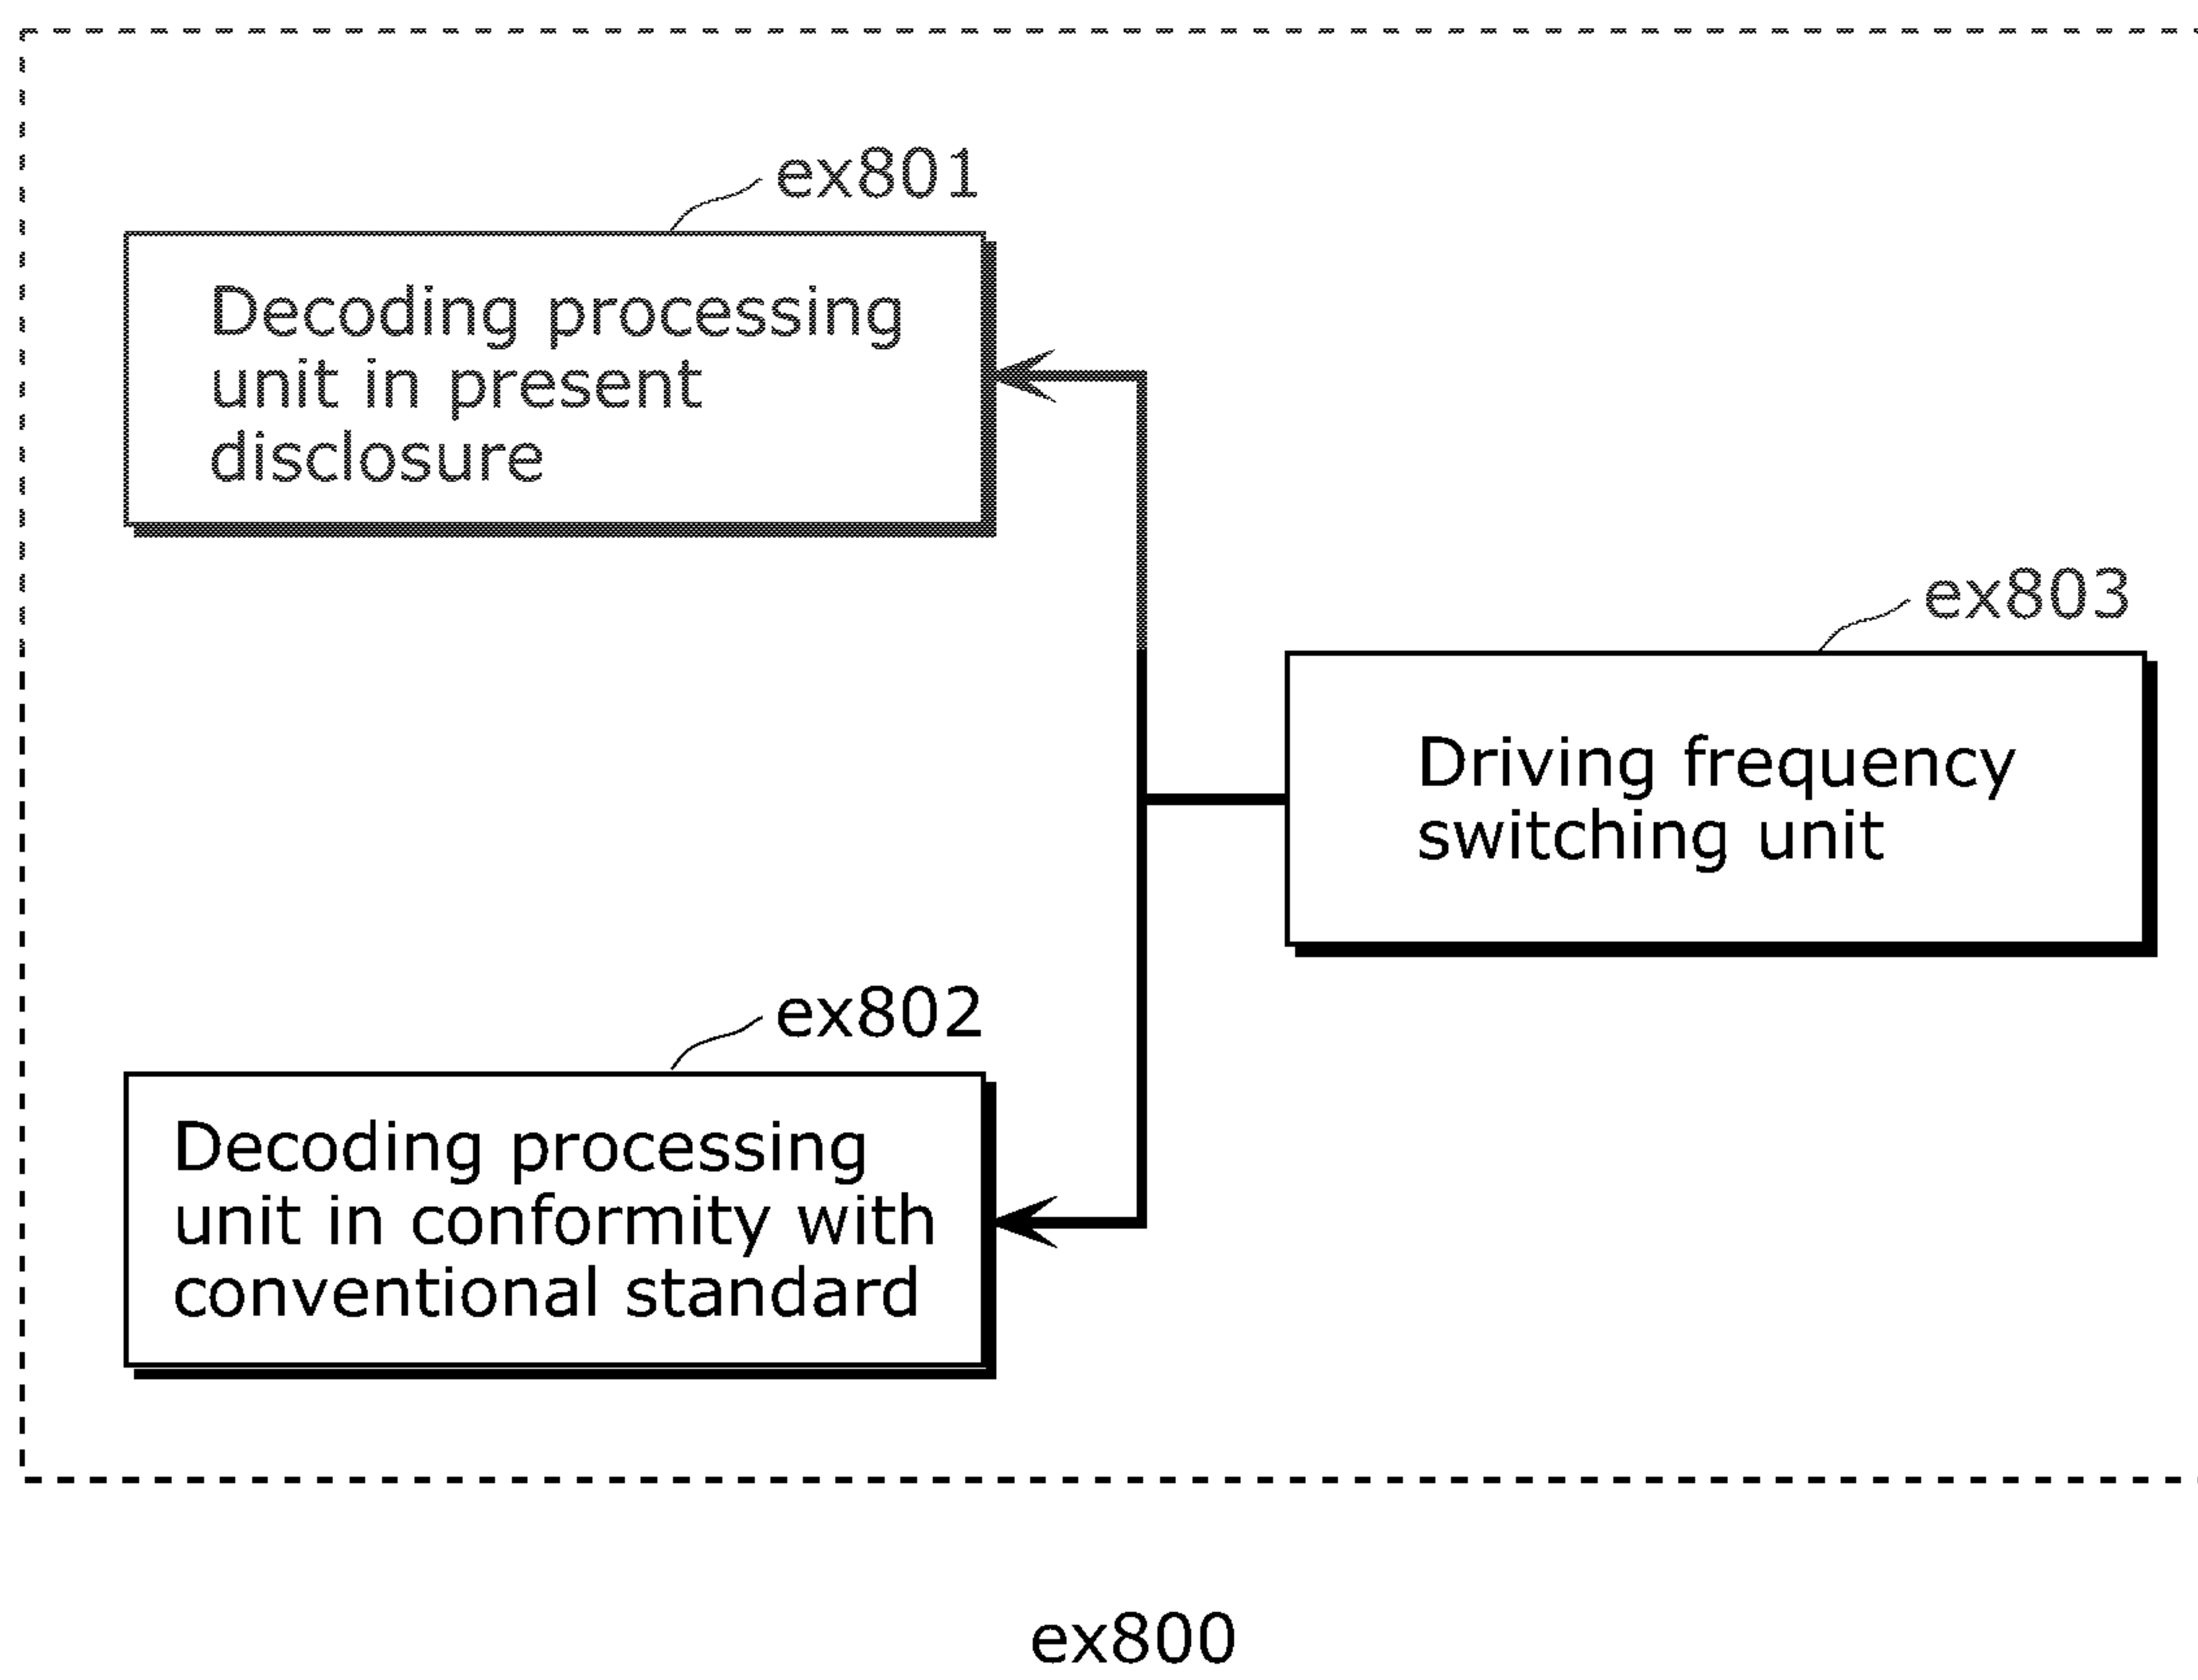 ex801
Decoding processing
unit in present
disclosure
ex803
Driving frequency
switching unit
ex802
Decoding processing
unit in conformity with
conventional standard
ex800